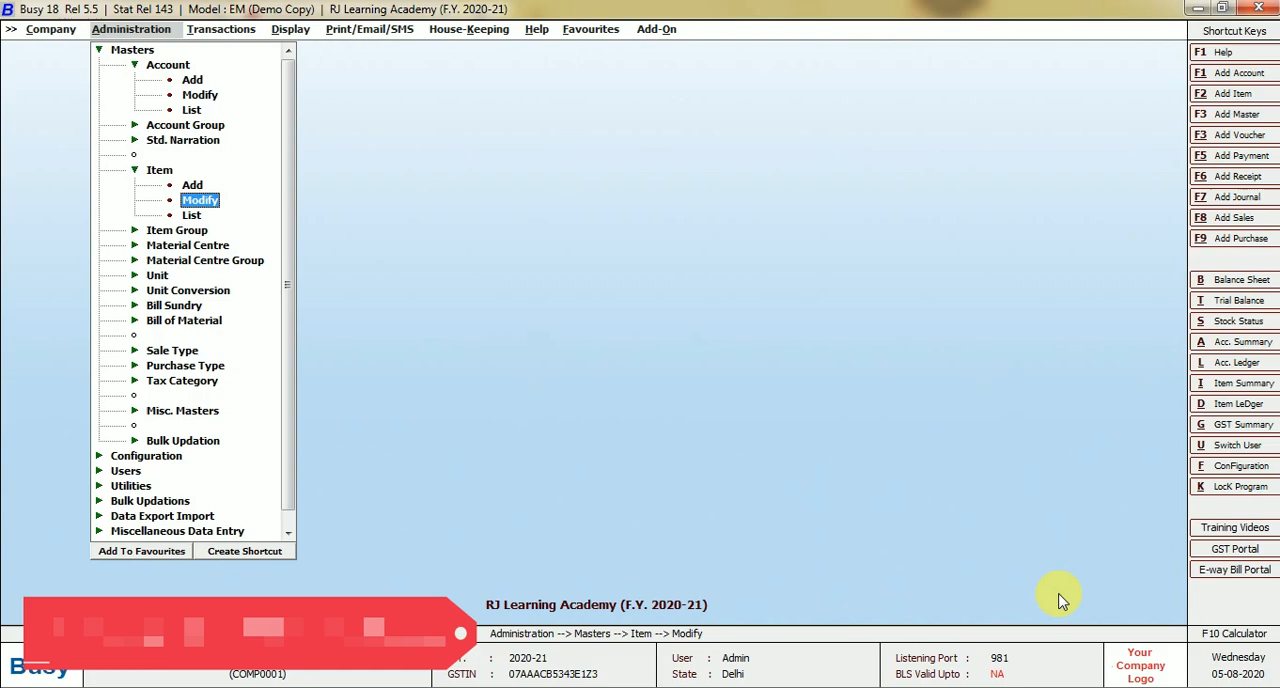 Busy 18 Rel 5.5 | Stat Rel 143 | Model : EM (Demo Copy) | RJ Learning Academy (F.Y. 2020-21)
>> Company Administration Transactions Display Print/Email/SMS House-Keeping Help Favourites Add-On
Masters
Account
Add
Modify
List
Account Group
Std. Narration
Item
Add
Modify
List
Item Group
Material Centre
Material Centre Group
Unit
Unit Conversion
Bill Sundry
Bill of Material
Sale Type
Purchase Type
Tax Category
Misc. Masters
Bulk Updation
Configuration
Users
Utilities
Bulk Updations
Data Export Import
Miscellaneous Data Entry
Add To Favourites Create Shortcut
Shortcut Keys
F1 Help
F1 Add Account
F2 Add Item
F3 Add Master
F3 Add Voucher
F5 Add Payment
F6 Add Receipt
F7 Add Journal
F8 Add Sales
F9 Add Purchase
B Balance Sheet
T Trial Balance
S Stock Status
A Acc. Summary
L Acc. Ledger
I Item Summary
D Item LeDger
G GST Summary
U Switch User
F ConFiguration
K LocK Program
Training Videos
GST Portal
E-way Bill Portal
RJ Learning Academy (F.Y. 2020-21)
Administration --> Masters --> Item --> Modify
F10 Calculator
Busy
(COMP0001)
: 2020-21
GSTIN : 07AAACB5343E1Z3
User : Admin
State : Delhi
Listening Port : 981
BLS Valid Upto : NA
Your
Company
Logo
Wednesday
05-08-2020